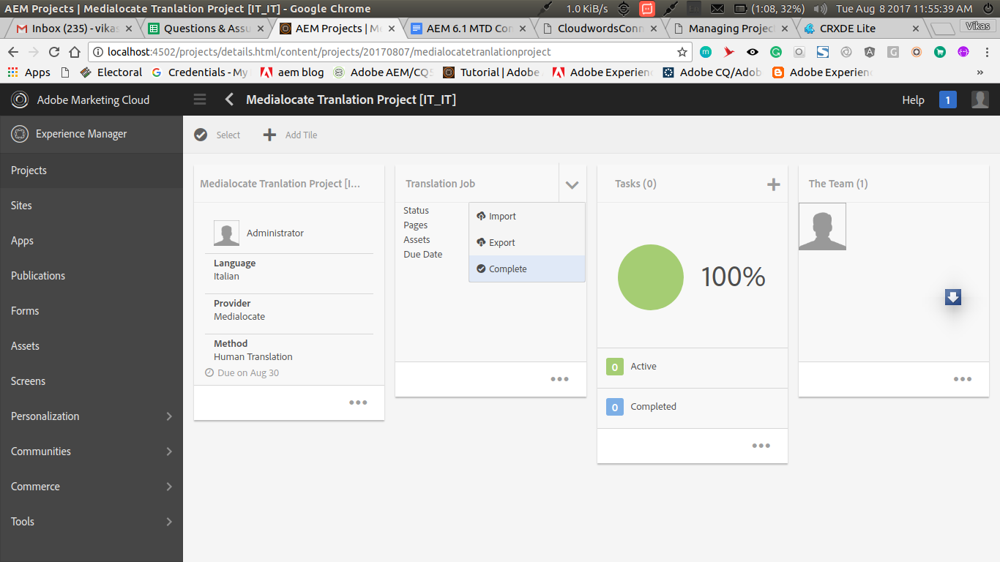 AEM Projects | Medialocate Tranlation Project [IT_IT] - Google Chrome
1.0 KiB/s
(1:08, 32%)
Tue Aug 8 2017 11:55:39 AM
Inbox (235) - vikas
Questions & Assu
AEM Projects | Me
AEM 6.1 MTD Con
CloudwordsConn
Managing Project
CRXDE Lite
Vikas
localhost:4502/projects/details.html/content/projects/20170807/medialocatetranlationproject
Apps
Electoral
Credentials - My
aem blog
Adobe AEM/CQ5
Tutorial | Adobe
Adobe Experien
Adobe CQ/Adob
Adobe Experienc
»
Adobe Marketing Cloud
Medialocate Tranlation Project [IT_IT]
Help
1
Experience Manager
Projects
Sites
Apps
Publications
Forms
Assets
Screens
Personalization
Communities
Commerce
Tools
Select
Add Tile
Medialocate Tranlation Project [I...
Administrator
Language
Italian
Provider
Medialocate
Method
Human Translation
Due on Aug 30
Translation Job
Status
Pages
Assets
Due Date
Import
Export
Complete
Tasks (0)
100%
0 Active
0 Completed
The Team (1)